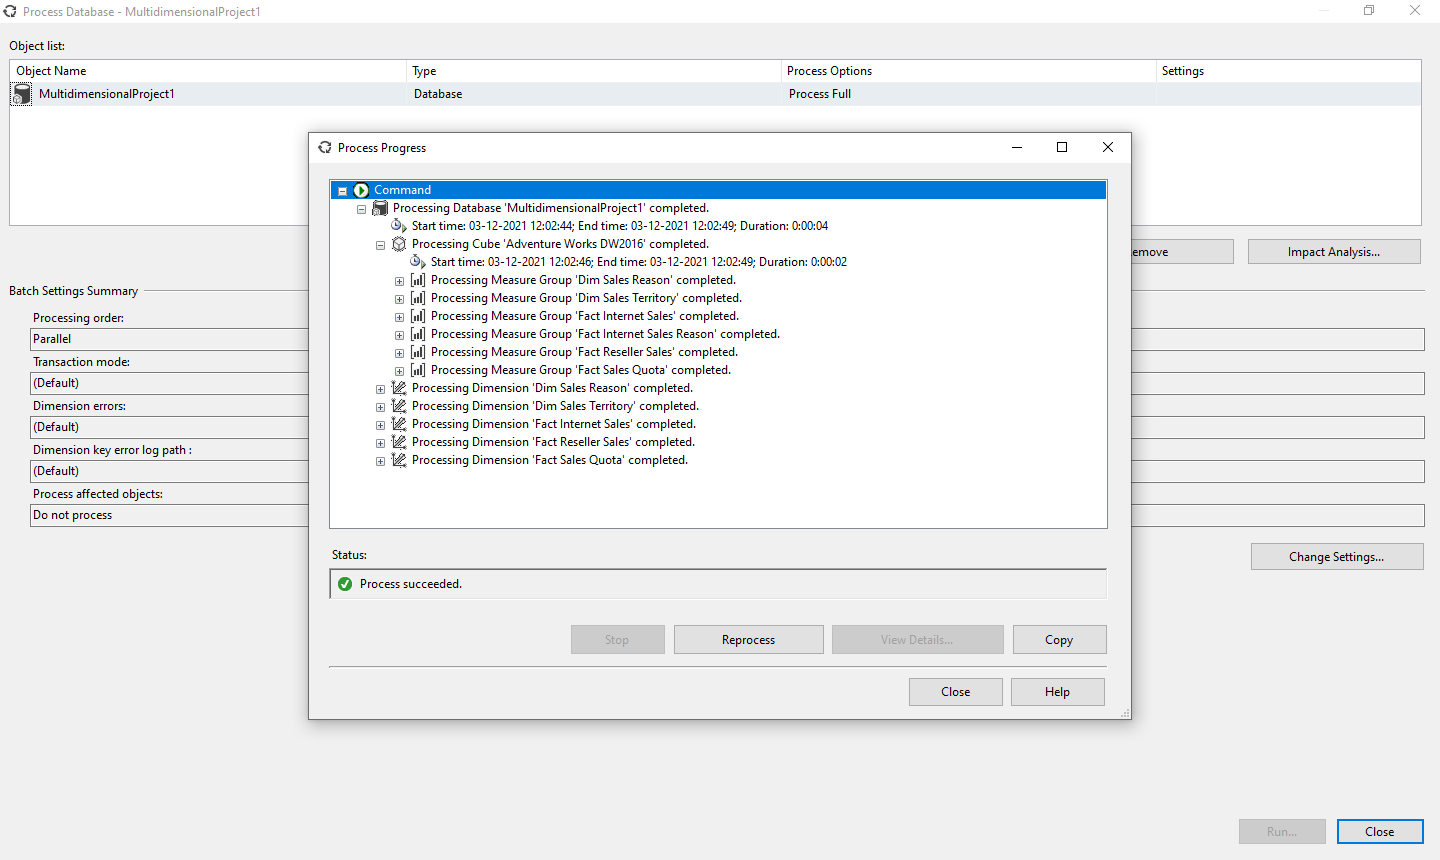 Process Database - MultidimensionalProject1
Object list:
Object Name Type Process Options Settings
MultidimensionalProject1 Database Process Full
Process Progress
Command
Processing Database 'MultidimensionalProject1' completed.
Start time: 03-12-2021 12:02:44; End time: 03-12-2021 12:02:49; Duration: 0:00:04
Processing Cube 'Adventure Works DW2016' completed.
Start time: 03-12-2021 12:02:46; End time: 03-12-2021 12:02:49; Duration: 0:00:02
Processing Measure Group 'Dim Sales Reason' completed.
Processing Measure Group 'Dim Sales Territory' completed.
Processing Measure Group 'Fact Internet Sales' completed.
Processing Measure Group 'Fact Internet Sales Reason' completed.
Processing Measure Group 'Fact Reseller Sales' completed.
Processing Measure Group 'Fact Sales Quota' completed.
Processing Dimension 'Dim Sales Reason' completed.
Processing Dimension 'Dim Sales Territory' completed.
Processing Dimension 'Fact Internet Sales' completed.
Processing Dimension 'Fact Reseller Sales' completed.
Processing Dimension 'Fact Sales Quota' completed.
Status:
Process succeeded.
Stop Reprocess View Details... Copy
Close Help
emove Impact Analysis...
Batch Settings Summary
Processing order:
Parallel
Transaction mode:
(Default)
Dimension errors:
(Default)
Dimension key error log path :
(Default)
Process affected objects:
Do not process
Change Settings...
Run... Close